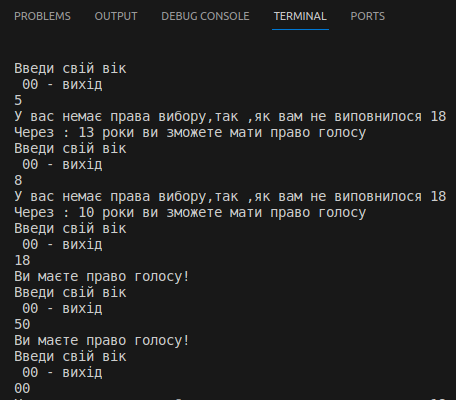 PROBLEMS OUTPUT DEBUG CONSOLE TERMINAL PORTS
Введи свій вік
00 - вихід
5
У вас немає права вибору,так ,як вам не виповнилося 18
Через : 13 роки ви зможете мати право голосу
Введи свій вік
00 - вихід
8
У вас немає права вибору,так ,як вам не виповнилося 18
Через : 10 роки ви зможете мати право голосу
Введи свій вік
00 - вихід
18
Ви маєте право голосу!
Введи свій вік
00 - вихід
50
Ви маєте право голосу!
Введи свій вік
00 - вихід
00